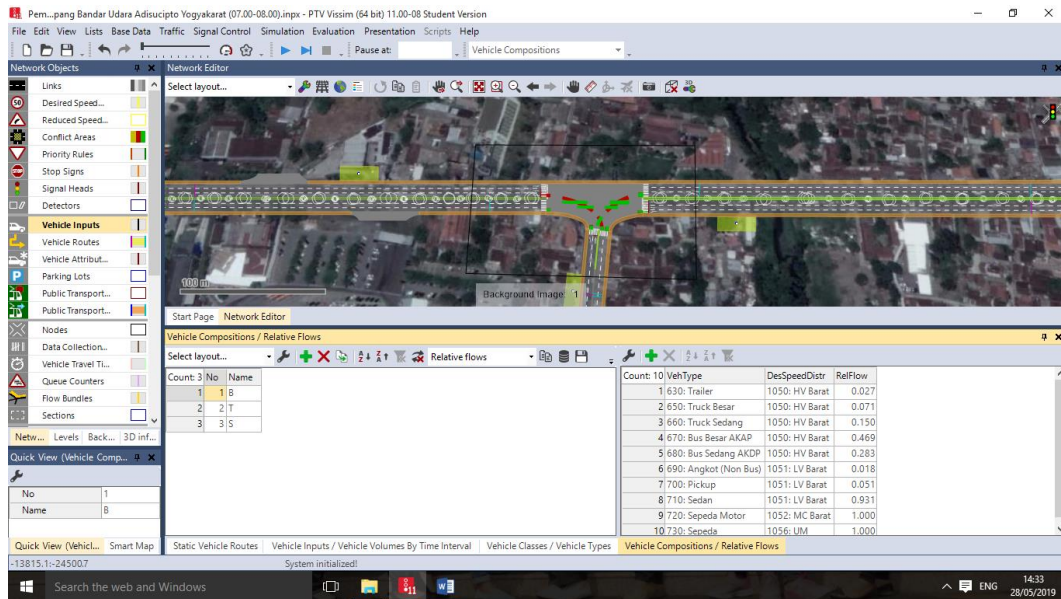 Pem...pang Bandar Udara Adisucipto Yogyakarat (07.00-08.00).inpx - PTV Vissim (64 bit) 11.00-08 Student Version
File Edit View Lists Base Data Traffic Signal Control Simulation Evaluation Presentation Scripts Help
Pause at: Vehicle Compositions
Network Objects
Links
Desired Speed...
Reduced Speed...
Conflict Areas
Priority Rules
Stop Signs
Signal Heads
Detectors
Vehicle Inputs
Vehicle Routes
Vehicle Attribut...
Parking Lots
Public Transport...
Public Transport...
Nodes
Data Collection...
Vehicle Travel Ti...
Queue Counters
Flow Bundles
Sections
Netw... Levels Back... 3D inf...
Quick View (Vehicle Comp...
No 1
Name B
Quick View (Vehicl... Smart Map
Network Editor
Select layout...
100 m
Background Image: 1
Start Page Network Editor
Vehicle Compositions / Relative Flows
Select layout... Relative flows
Count: 3 No Name
1 1 B
2 2 T
3 3 S
Count: 10 VehType DesSpeedDistr RelFlow
1 630: Trailer 1050: HV Barat 0.027
2 650: Truck Besar 1050: HV Barat 0.071
3 660: Truck Sedang 1050: HV Barat 0.150
4 670: Bus Besar AKAP 1050: HV Barat 0.469
5 680: Bus Sedang AKDP 1050: HV Barat 0.283
6 690: Angkot (Non Bus) 1051: LV Barat 0.018
7 700: Pickup 1051: LV Barat 0.051
8 710: Sedan 1051: LV Barat 0.931
9 720: Sepeda Motor 1052: MC Barat 1.000
10 730: Sepeda 1056: UM 1.000
Static Vehicle Routes Vehicle Inputs / Vehicle Volumes By Time Interval Vehicle Classes / Vehicle Types Vehicle Compositions / Relative Flows
-13815.1:-24500.7 System initialized!
Search the web and Windows
ENG
14:33
28/05/2019